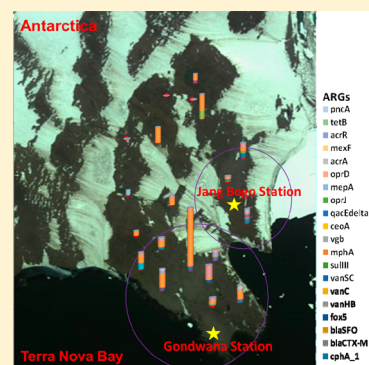 Antarctica
Jang Bogo Station
Gondwana Station
Terra Nova Bay
ARGs
pncA
tetB
acrR
mexF
acrA
oprD
mepA
oprJ
qacEdelta
ceoA
vgb
mphA
sulIII
vanSC
vanC
vanHB
fox5
blaSFO
blaCTX-M
cphA_1